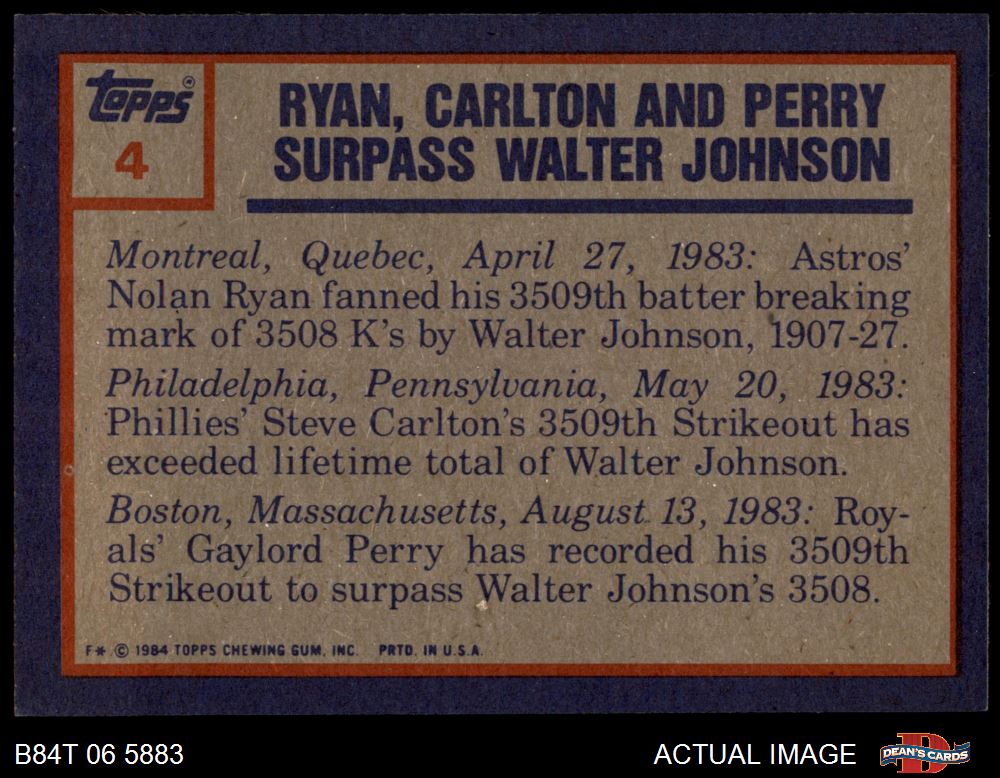 Topps®
4
RYAN, CARLTON AND PERRY
SURPASS WALTER JOHNSON
Montreal, Quebec, April 27, 1983: Astros'
Nolan Ryan fanned his 3509th batter breaking
mark of 3508 K's by Walter Johnson, 1907-27.
Philadelphia, Pennsylvania, May 20, 1983:
Phillies' Steve Carlton's 3509th Strikeout has
exceeded lifetime total of Walter Johnson.
Boston, Massachusetts, August 13, 1983: Roy-
als' Gaylord Perry has recorded his 3509th
Strikeout to surpass Walter Johnson's 3508.
F* © 1984 TOPPS CHEWING GUM, INC. PRTD. IN U.S.A.
B84T 06 5883
ACTUAL IMAGE
D
DEAN'S CARDS